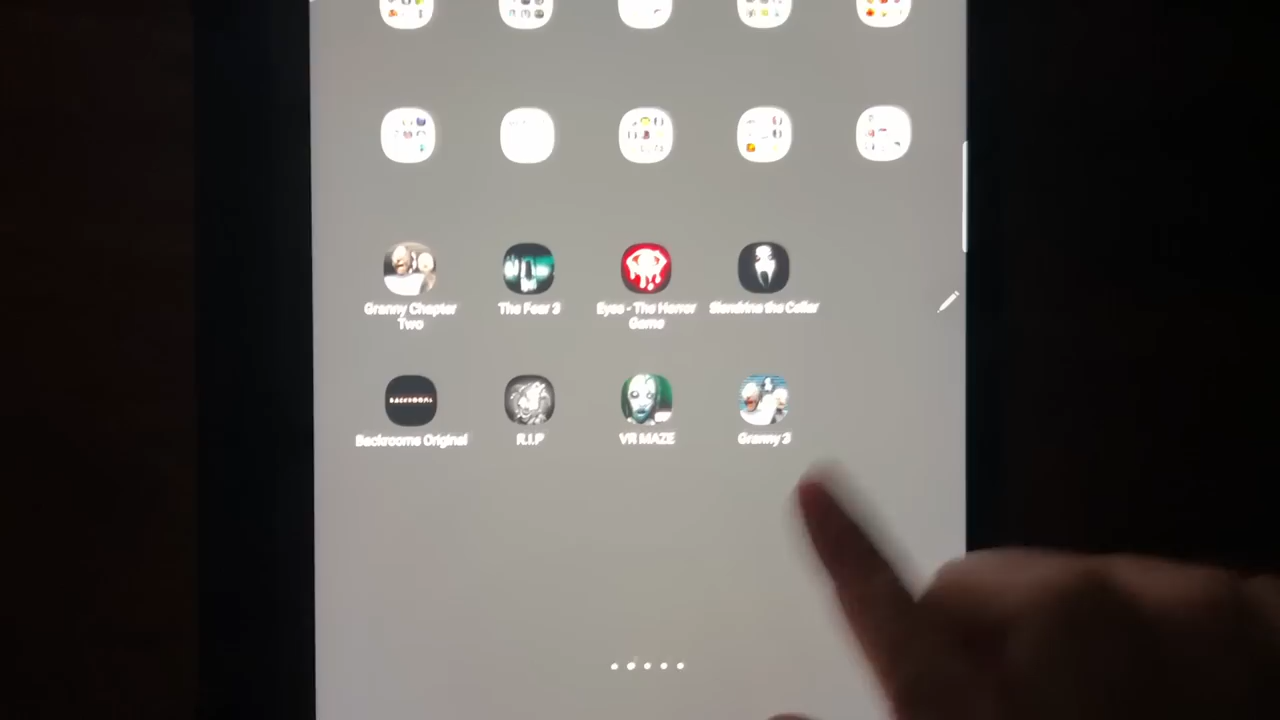 Granny Chapter
Two
The Fear 3
Eyes - The Horror
Game
Slendrina the Cellar
BACKROOMS
Backrooms Original
R.I.P
VR MAZE
Granny 3